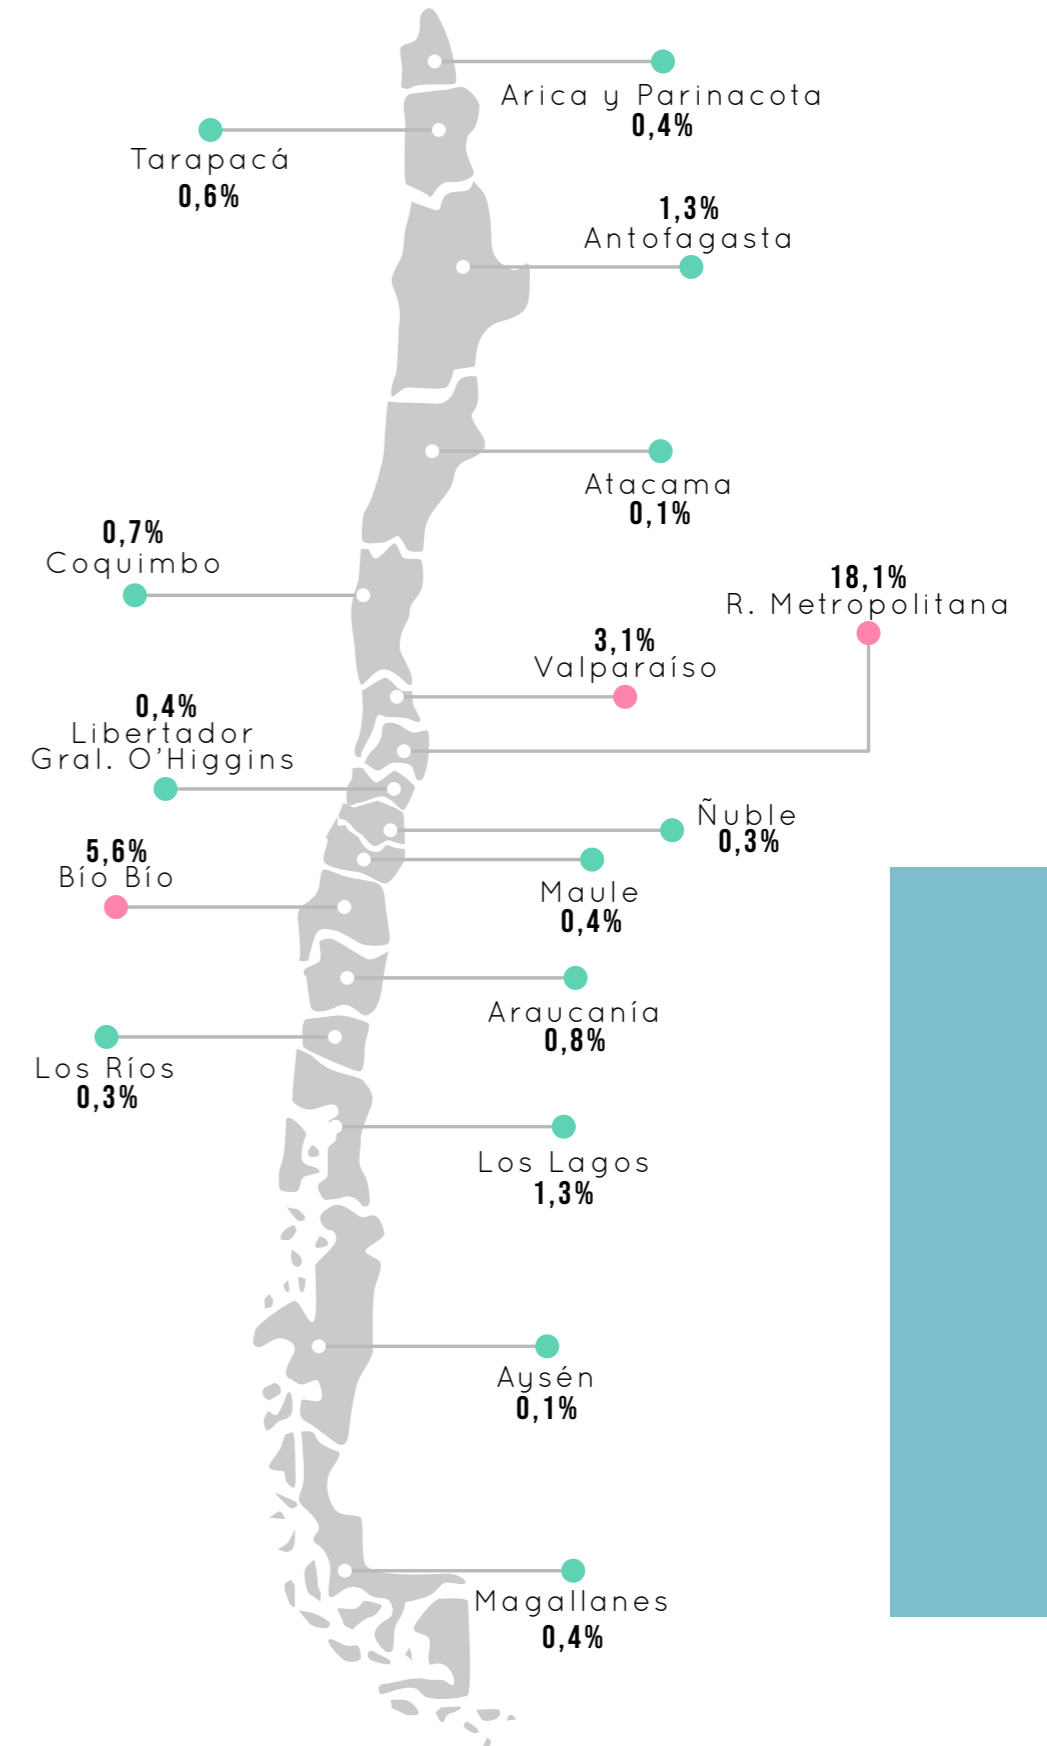 Arica y Parinacota
0,4%
Tarapacá
0,6%
1,3%
Antofagasta
Atacama
0,1%
0,7%
Coquimbo
18,1%
R. Metropolitana
3,1%
Valparaíso
0,4%
Libertador
Gral. O'Higgins
Ñuble
0,3%
5,6%
Bío Bío
Maule
0,4%
Araucanía
0,8%
Los Ríos
0,3%
Los Lagos
1,3%
Aysén
0,1%
Magallanes
0,4%